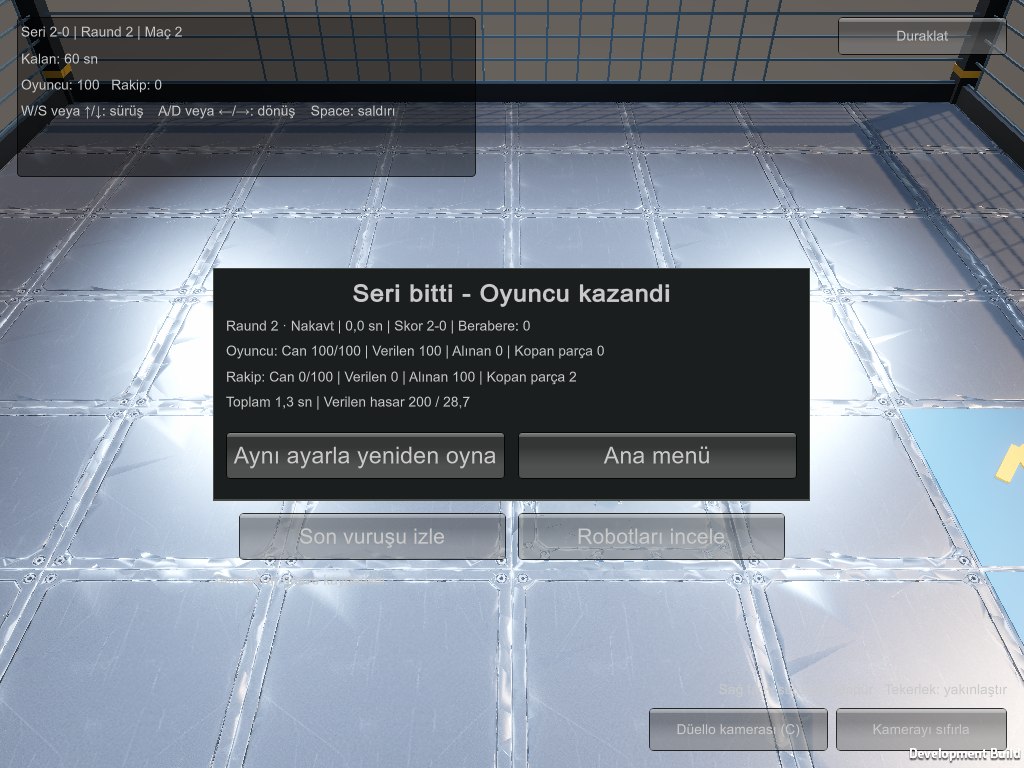 Seri 2-0 | Raund 2 | Maç 2
Kalan: 60 sn
Oyuncu: 100   Rakip: 0
W/S veya ↑/↓: sürüş   A/D veya ←/→: dönüş   Space: saldırı
Duraklat
Seri bitti - Oyuncu kazandi
Raund 2 · Nakavt | 0,0 sn | Skor 2-0 | Berabere: 0
Oyuncu: Can 100/100 | Verilen 100 | Alınan 0 | Kopan parça 0
Rakip: Can 0/100 | Verilen 0 | Alınan 100 | Kopan parça 2
Toplam 1,3 sn | Verilen hasar 200 / 28,7
Aynı ayarla yeniden oyna
Ana menü
Son vuruşu izle
Robotları incele
Sağ Tekerlek: yakınlaştır
Düello kamerası (C)
Kamerayı sıfırla
Development Build